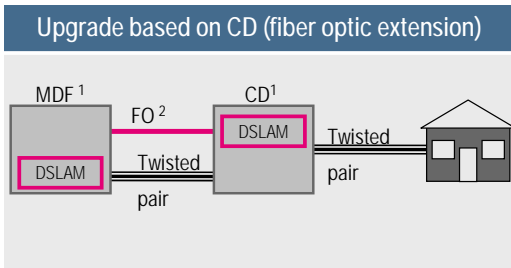 Upgrade based on CD (fiber optic extension)
MDF 1
FO 2
CD1
DSLAM
DSLAM
Twisted
pair
Twisted
pair